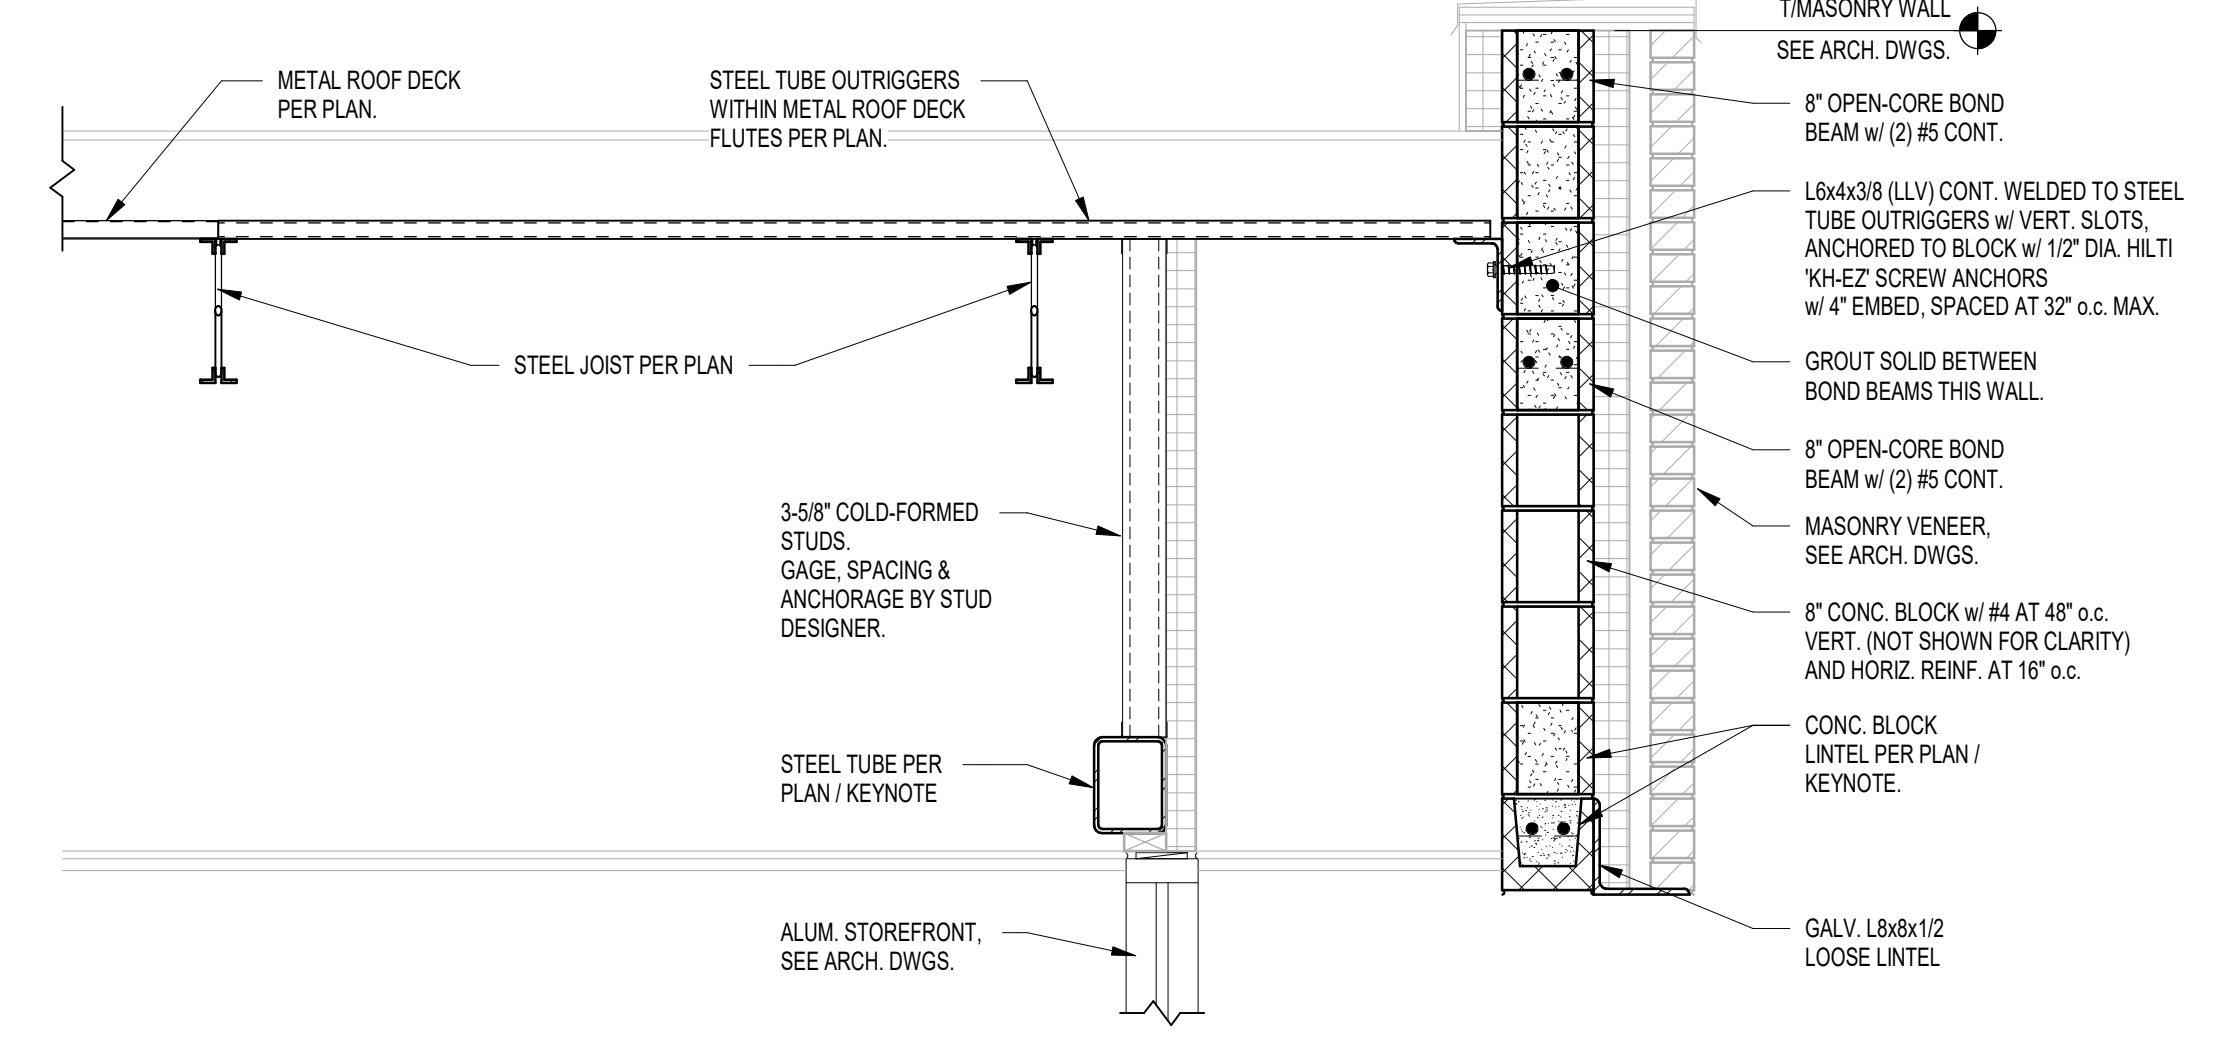 METAL ROOF DECK
PER PLAN.
STEEL TUBE OUTRIGGERS
WITHIN METAL ROOF DECK
FLUTES PER PLAN.
STEEL JOIST PER PLAN
3-5/8" COLD-FORMED
STUDS.
GAGE, SPACING &
ANCHORAGE BY STUD
DESIGNER.
STEEL TUBE PER
PLAN / KEYNOTE
ALUM. STOREFRONT,
SEE ARCH. DWGS.
T/MASONRY WALL
SEE ARCH. DWGS.
8" OPEN-CORE BOND
BEAM w/ (2) #5 CONT.
L6x4x3/8 (LLV) CONT. WELDED TO STEEL
TUBE OUTRIGGERS w/ VERT. SLOTS,
ANCHORED TO BLOCK w/ 1/2" DIA. HILTI
'KH-EZ' SCREW ANCHORS
w/ 4" EMBED, SPACED AT 32" o.c. MAX.
GROUT SOLID BETWEEN
BOND BEAMS THIS WALL.
8" OPEN-CORE BOND
BEAM w/ (2) #5 CONT.
MASONRY VENEER,
SEE ARCH. DWGS.
8" CONC. BLOCK w/ #4 AT 48" o.c.
VERT. (NOT SHOWN FOR CLARITY)
AND HORIZ. REINF. AT 16" o.c.
CONC. BLOCK
LINTEL PER PLAN /
KEYNOTE.
GALV. L8x8x1/2
LOOSE LINTEL